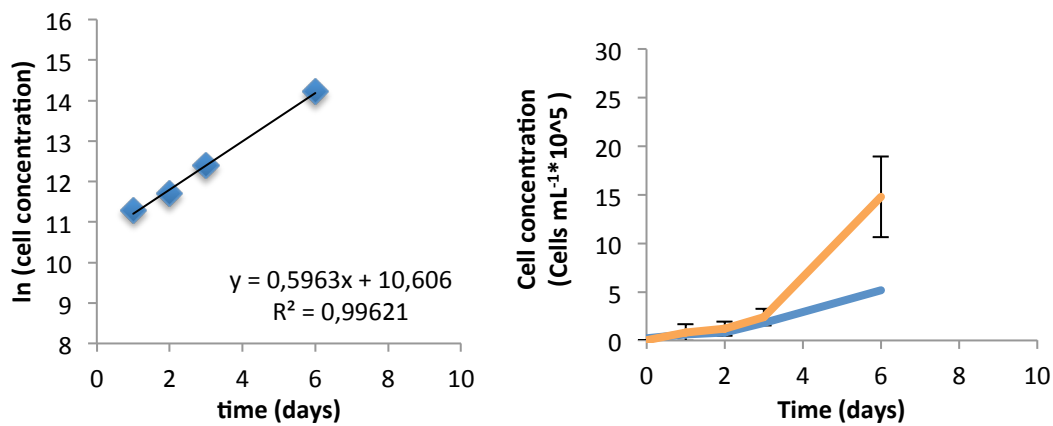 ln (cell concentration)
16
15
14
13
12
11
10
9
8
y = 0,5963x + 10,606
R² = 0,99621
0 2 4 6 8 10
time (days)
Cell concentration
(Cells mL⁻¹*10^5)
30
25
20
15
10
5
0
0 2 4 6 8 10
Time (days)